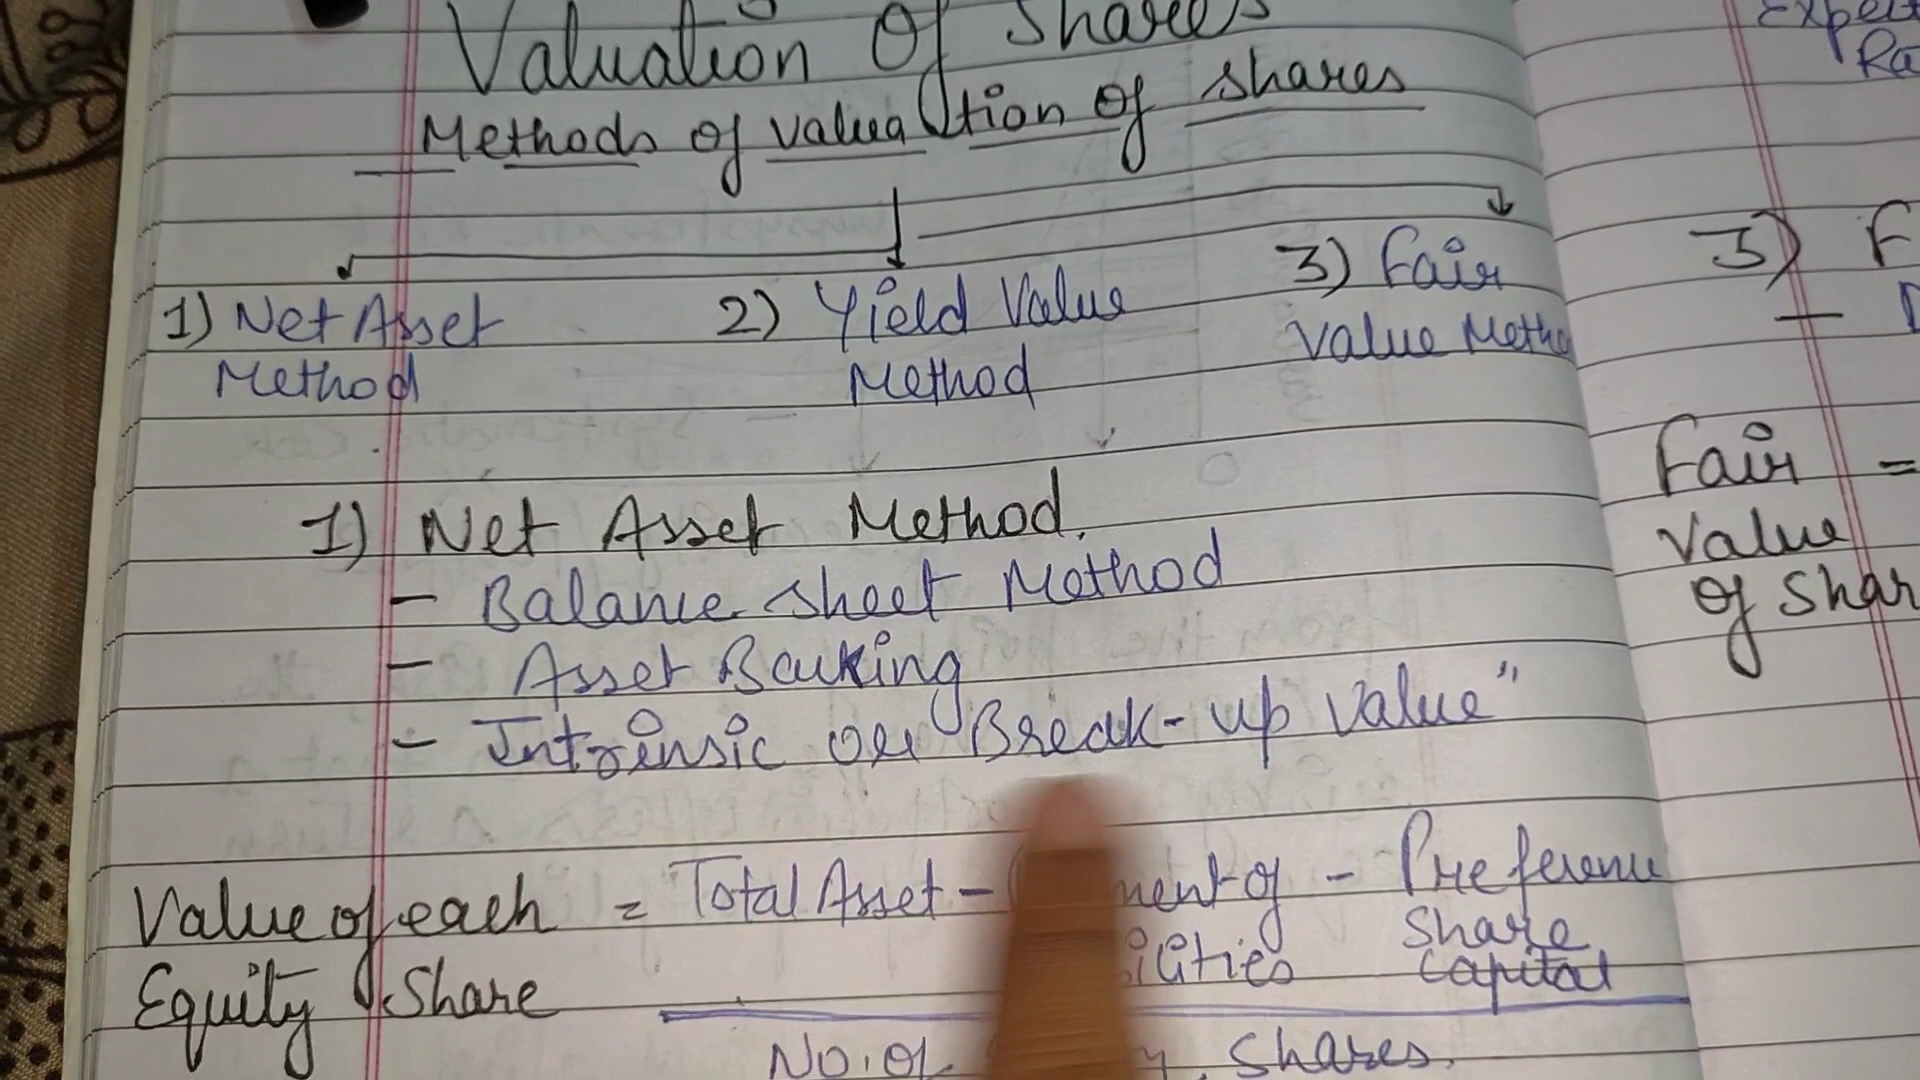 Valuation Of Shares
Methods of valuation of shares
1) Net Asset
Method
2) Yield Value
Method
3) Fair
Value Metho
1) Net Asset Method.
- Balance sheet Method
- Asset Backing
- Intrinsic or Break-up Value"
Value of each
Equity Share
= Total Asset - of - Preference
Share
Capital
No. of Shares.
Ra
3) F
Fair =
Value
of Shar